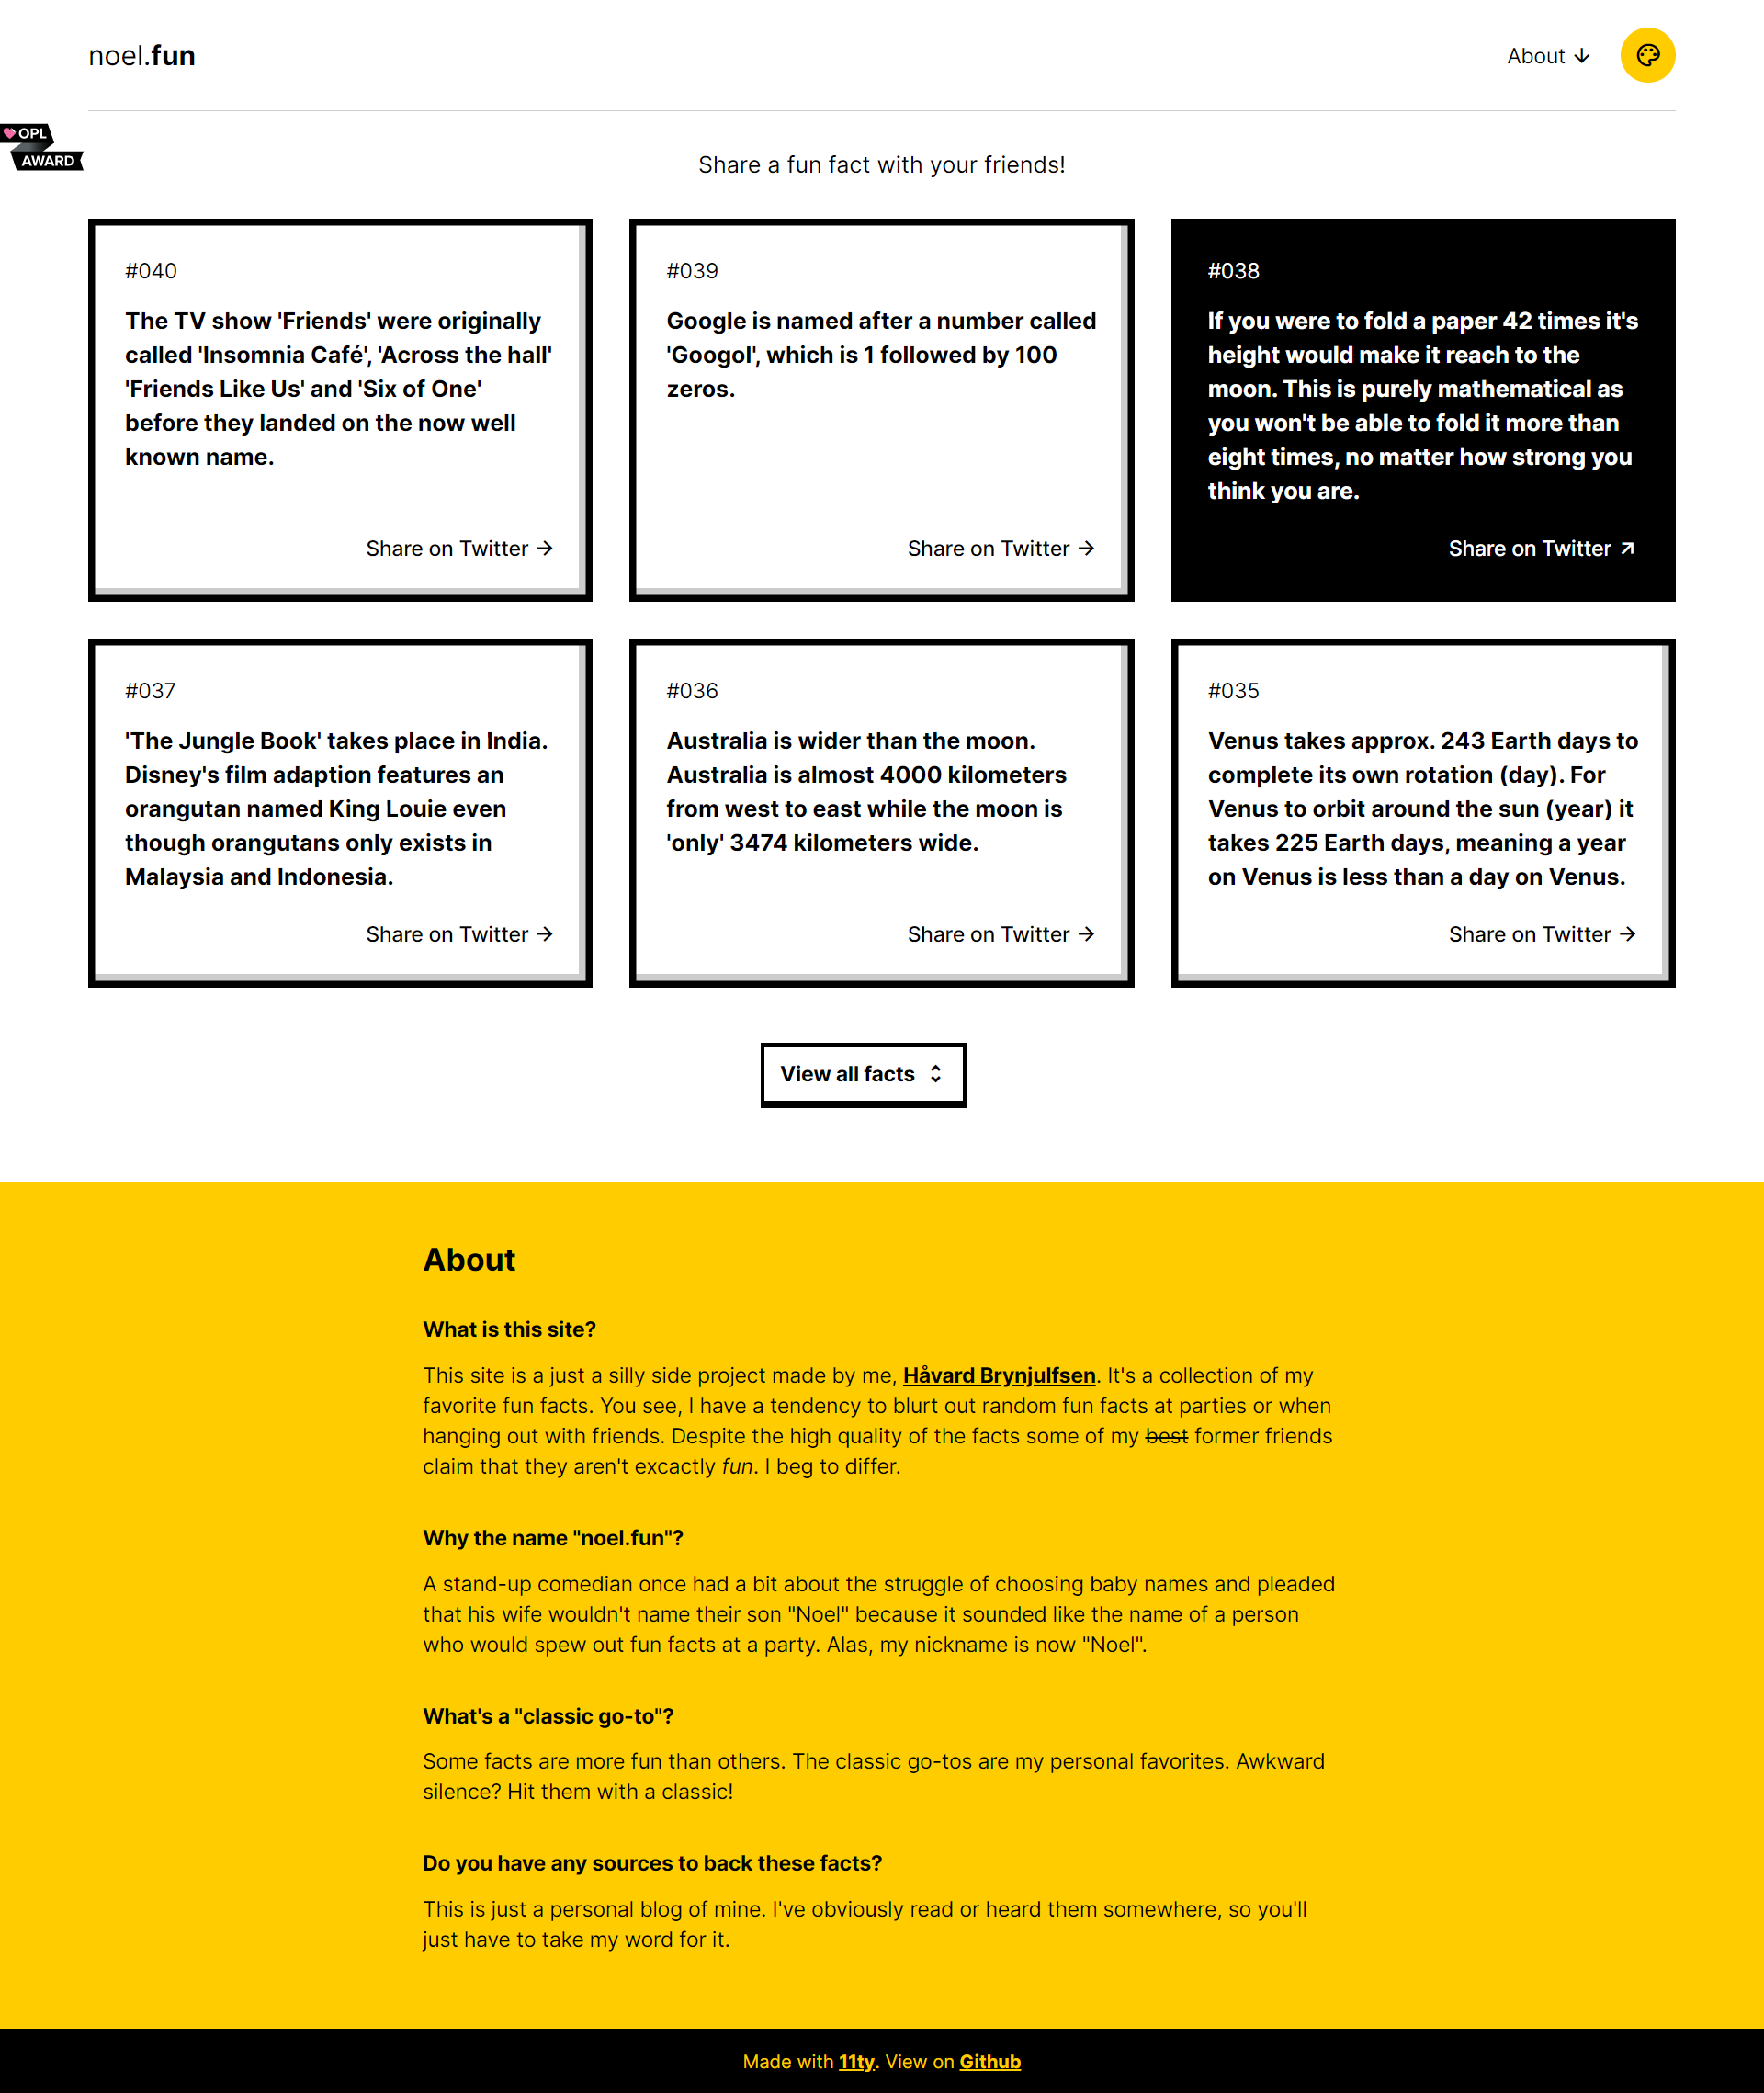 noel.fun
About ↓
OPL
AWARD
Share a fun fact with your friends!
#040
The TV show 'Friends' were originally
called 'Insomnia Café', 'Across the hall'
'Friends Like Us' and 'Six of One'
before they landed on the now well
known name.
Share on Twitter →
#039
Google is named after a number called
'Googol', which is 1 followed by 100
zeros.
Share on Twitter →
#038
If you were to fold a paper 42 times it's
height would make it reach to the
moon. This is purely mathematical as
you won't be able to fold it more than
eight times, no matter how strong you
think you are.
Share on Twitter ↗
#037
'The Jungle Book' takes place in India.
Disney's film adaption features an
orangutan named King Louie even
though orangutans only exists in
Malaysia and Indonesia.
Share on Twitter →
#036
Australia is wider than the moon.
Australia is almost 4000 kilometers
from west to east while the moon is
'only' 3474 kilometers wide.
Share on Twitter →
#035
Venus takes approx. 243 Earth days to
complete its own rotation (day). For
Venus to orbit around the sun (year) it
takes 225 Earth days, meaning a year
on Venus is less than a day on Venus.
Share on Twitter →
View all facts
About
What is this site?
This site is a just a silly side project made by me, Håvard Brynjulfsen. It's a collection of my
favorite fun facts. You see, I have a tendency to blurt out random fun facts at parties or when
hanging out with friends. Despite the high quality of the facts some of my best former friends
claim that they aren't excactly fun. I beg to differ.
Why the name "noel.fun"?
A stand-up comedian once had a bit about the struggle of choosing baby names and pleaded
that his wife wouldn't name their son "Noel" because it sounded like the name of a person
who would spew out fun facts at a party. Alas, my nickname is now "Noel".
What's a "classic go-to"?
Some facts are more fun than others. The classic go-tos are my personal favorites. Awkward
silence? Hit them with a classic!
Do you have any sources to back these facts?
This is just a personal blog of mine. I've obviously read or heard them somewhere, so you'll
just have to take my word for it.
Made with 11ty. View on Github